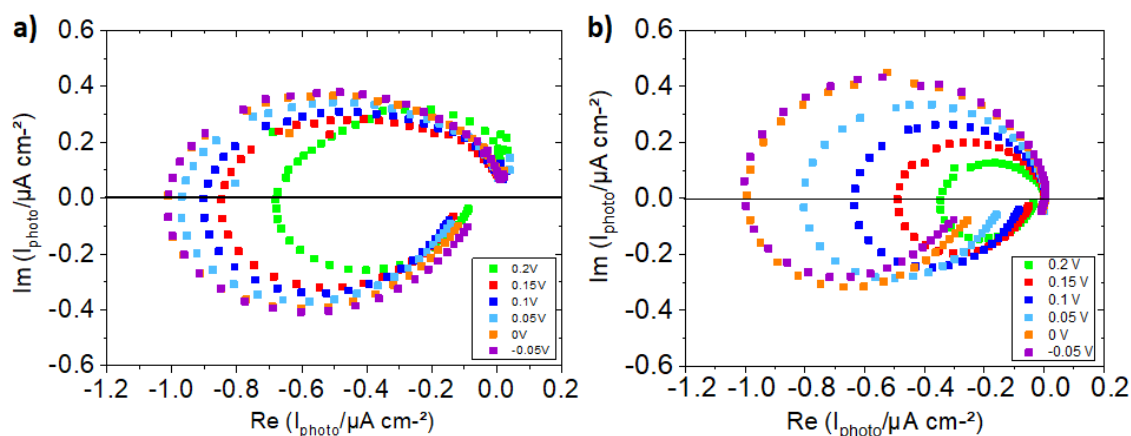 a)
0.6
0.4
0.2
0.0
-0.2
-0.4
-0.6
Im (I_photo/µA cm-²)
-1.2 -1.0 -0.8 -0.6 -0.4 -0.2 0.0 0.2
Re (I_photo/µA cm-²)
0.2V
0.15V
0.1V
0.05V
0V
-0.05V
b)
0.6
0.4
0.2
0.0
-0.2
-0.4
-0.6
Im (I_photo/µA cm-²)
-1.2 -1.0 -0.8 -0.6 -0.4 -0.2 0.0 0.2
Re (I_photo/µA cm-²)
0.2 V
0.15 V
0.1 V
0.05 V
0 V
-0.05 V